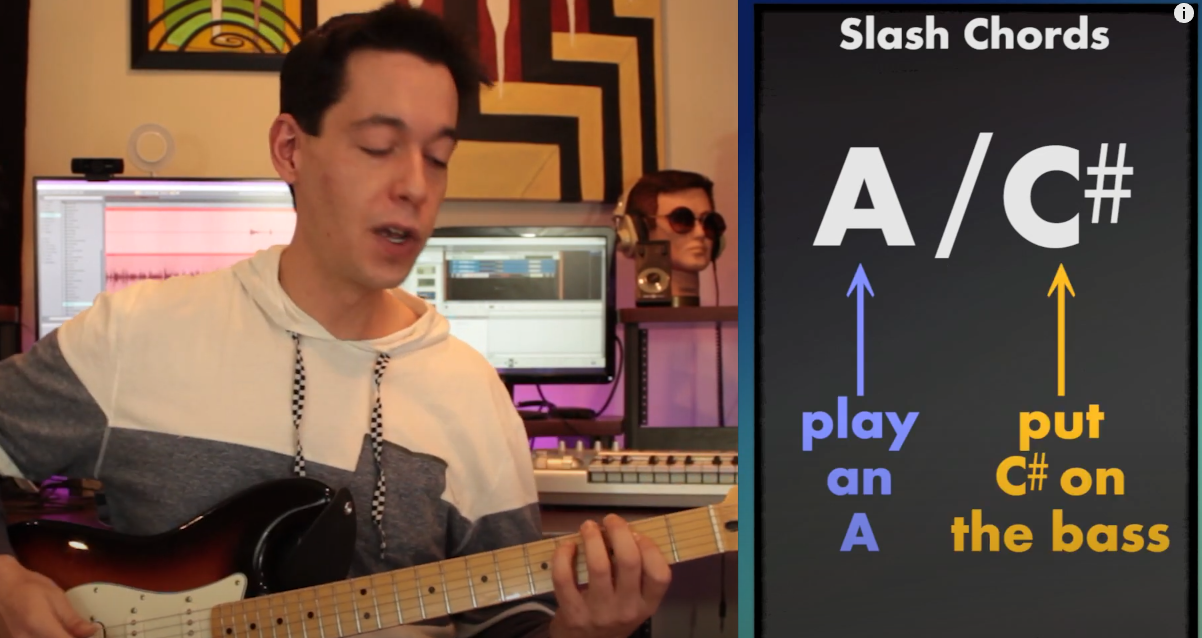 Slash Chords
A/C#
play
an
A
put
C# on
the bass